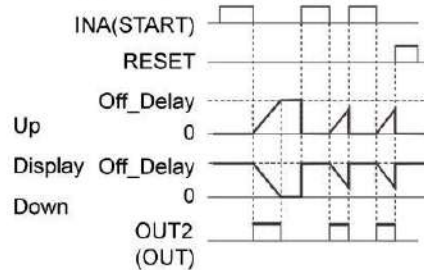 INA(START)
RESET
Off_Delay
Up
0
Display Off_Delay
0
Down
OUT2
(OUT)